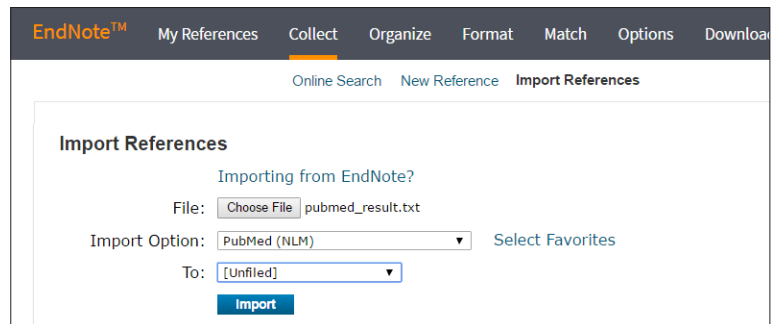 EndNote™ My References Collect Organize Format Match Options
Online Search New Reference Import References
Import References
Importing from EndNote?
File: Choose File pubmed_result.txt
Import Option: PubMed (NLM) ▼ Select Favorites
To: [Unfiled] ▼
Import